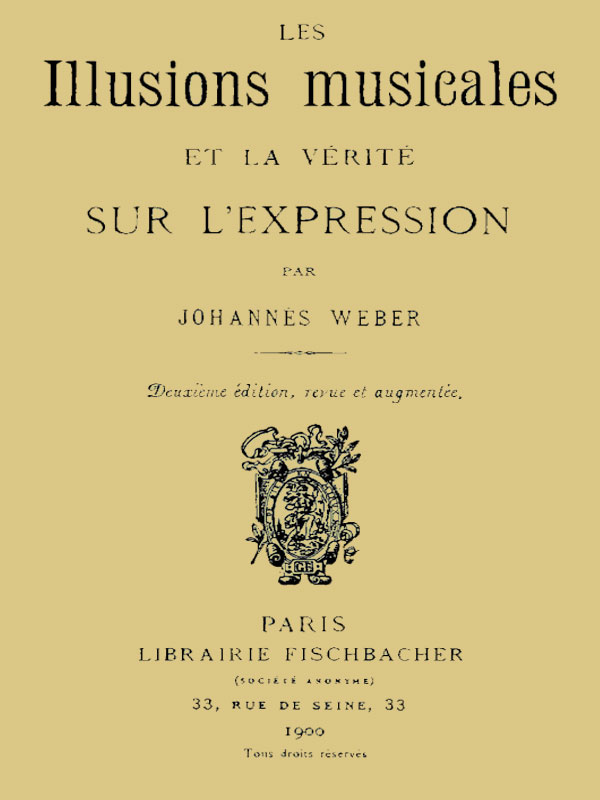 LES
Illusions musicales
ET LA VÉRITÉ
SUR L'EXPRESSION
PAR
JOHANNÈS WEBER
Deuxième édition, revue et augmentée.
PARIS
LIBRAIRIE FISCHBACHER
(SOCIÉTÉ ANONYME)
33, RUE DE SEINE, 33
1900
Tous droits réservés